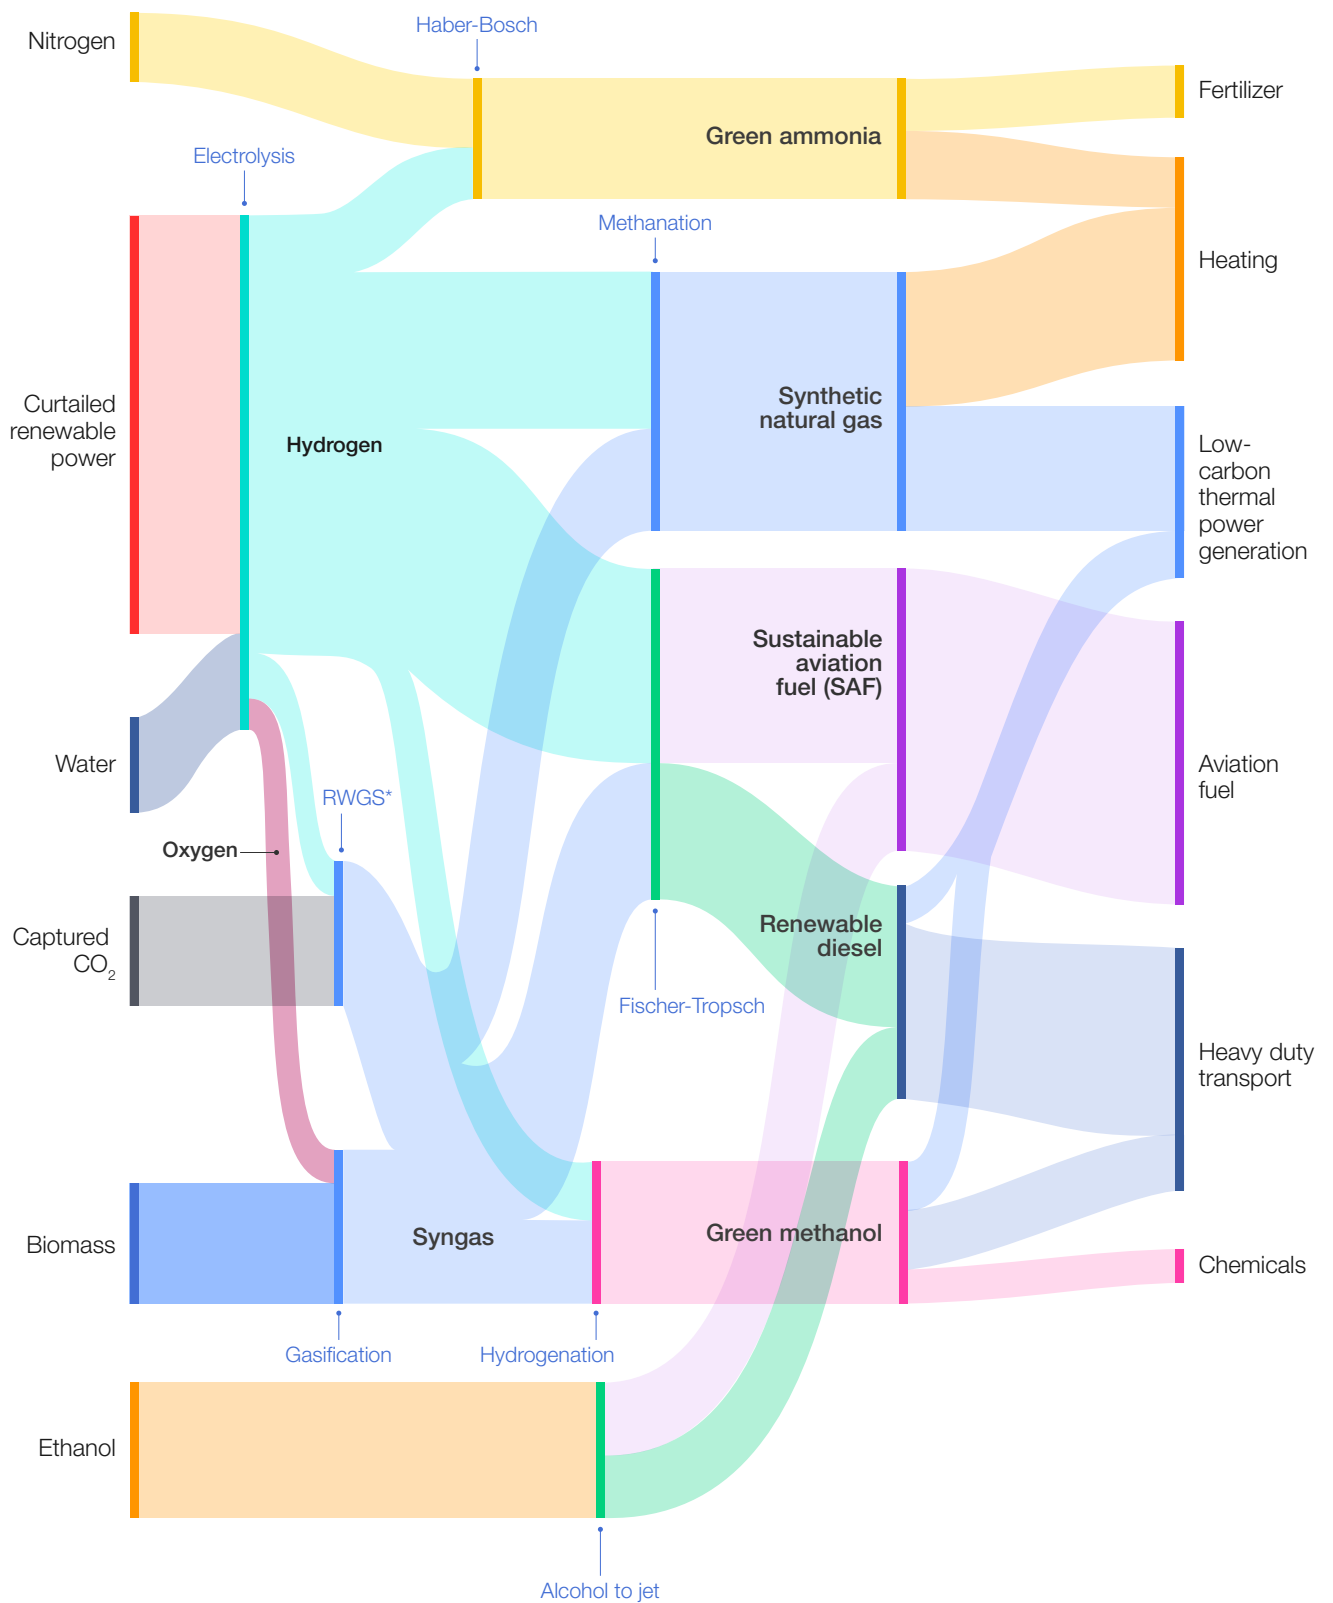 Nitrogen
Haber-Bosch
Fertilizer
Green ammonia
Electrolysis
Methanation
Heating
Curtailed
renewable
power
Hydrogen
Synthetic
natural gas
Low-
carbon
thermal
power
generation
Sustainable
aviation
fuel (SAF)
Water
RWGS*
Aviation
fuel
Oxygen
Captured
CO2
Renewable
diesel
Fischer-Tropsch
Heavy duty
transport
Biomass
Syngas
Green methanol
Chemicals
Gasification
Hydrogenation
Ethanol
Alcohol to jet